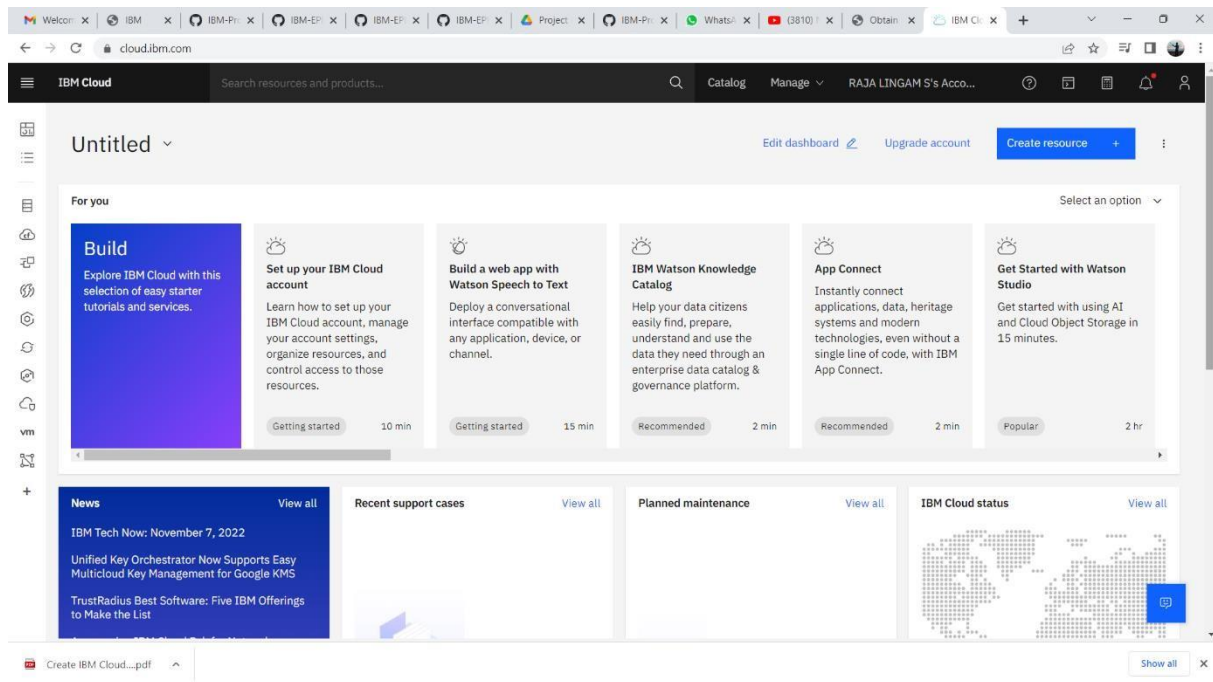 Welcom
IBM
IBM-Pro
IBM-EP
IBM-EP
IBM-EP
Project
IBM-Pro
WhatsA
(3810)
Obtain
IBM Clo
cloud.ibm.com
IBM Cloud
Search resources and products...
Catalog
Manage
RAJA LINGAM S's Acco...
Untitled
Edit dashboard
Upgrade account
Create resource +
For you
Select an option
Build
Explore IBM Cloud with this
selection of easy starter
tutorials and services.
Set up your IBM Cloud
account
Learn how to set up your
IBM Cloud account, manage
your account settings,
organize resources, and
control access to those
resources.
Getting started
10 min
Build a web app with
Watson Speech to Text
Deploy a conversational
interface compatible with
any application, device, or
channel.
Getting started
15 min
IBM Watson Knowledge
Catalog
Help your data citizens
easily find, prepare,
understand and use the
data they need through an
enterprise data catalog &
governance platform.
Recommended
2 min
App Connect
Instantly connect
applications, data, heritage
systems and modern
technologies, even without a
single line of code, with IBM
App Connect.
Recommended
2 min
Get Started with Watson
Studio
Get started with using AI
and Cloud Object Storage in
15 minutes.
Popular
2 hr
vm
News
View all
IBM Tech Now: November 7, 2022
Unified Key Orchestrator Now Supports Easy
Multicloud Key Management for Google KMS
TrustRadius Best Software: Five IBM Offerings
to Make the List
Recent support cases
View all
Planned maintenance
View all
IBM Cloud status
View all
Create IBM Cloud....pdf
Show all